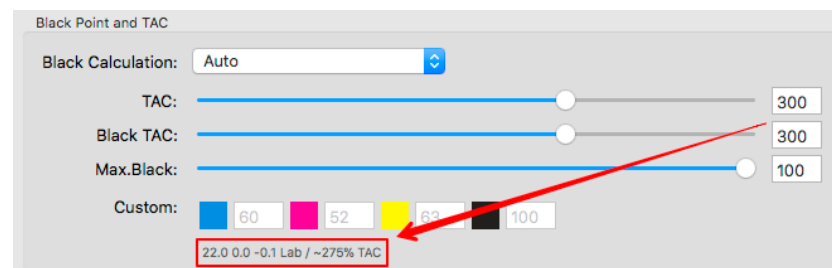 Black Point and TAC
Black Calculation: Auto
TAC: 300
Black TAC: 300
Max.Black: 100
Custom: 60 52 63 100
22.0 0.0 -0.1 Lab / ~275% TAC